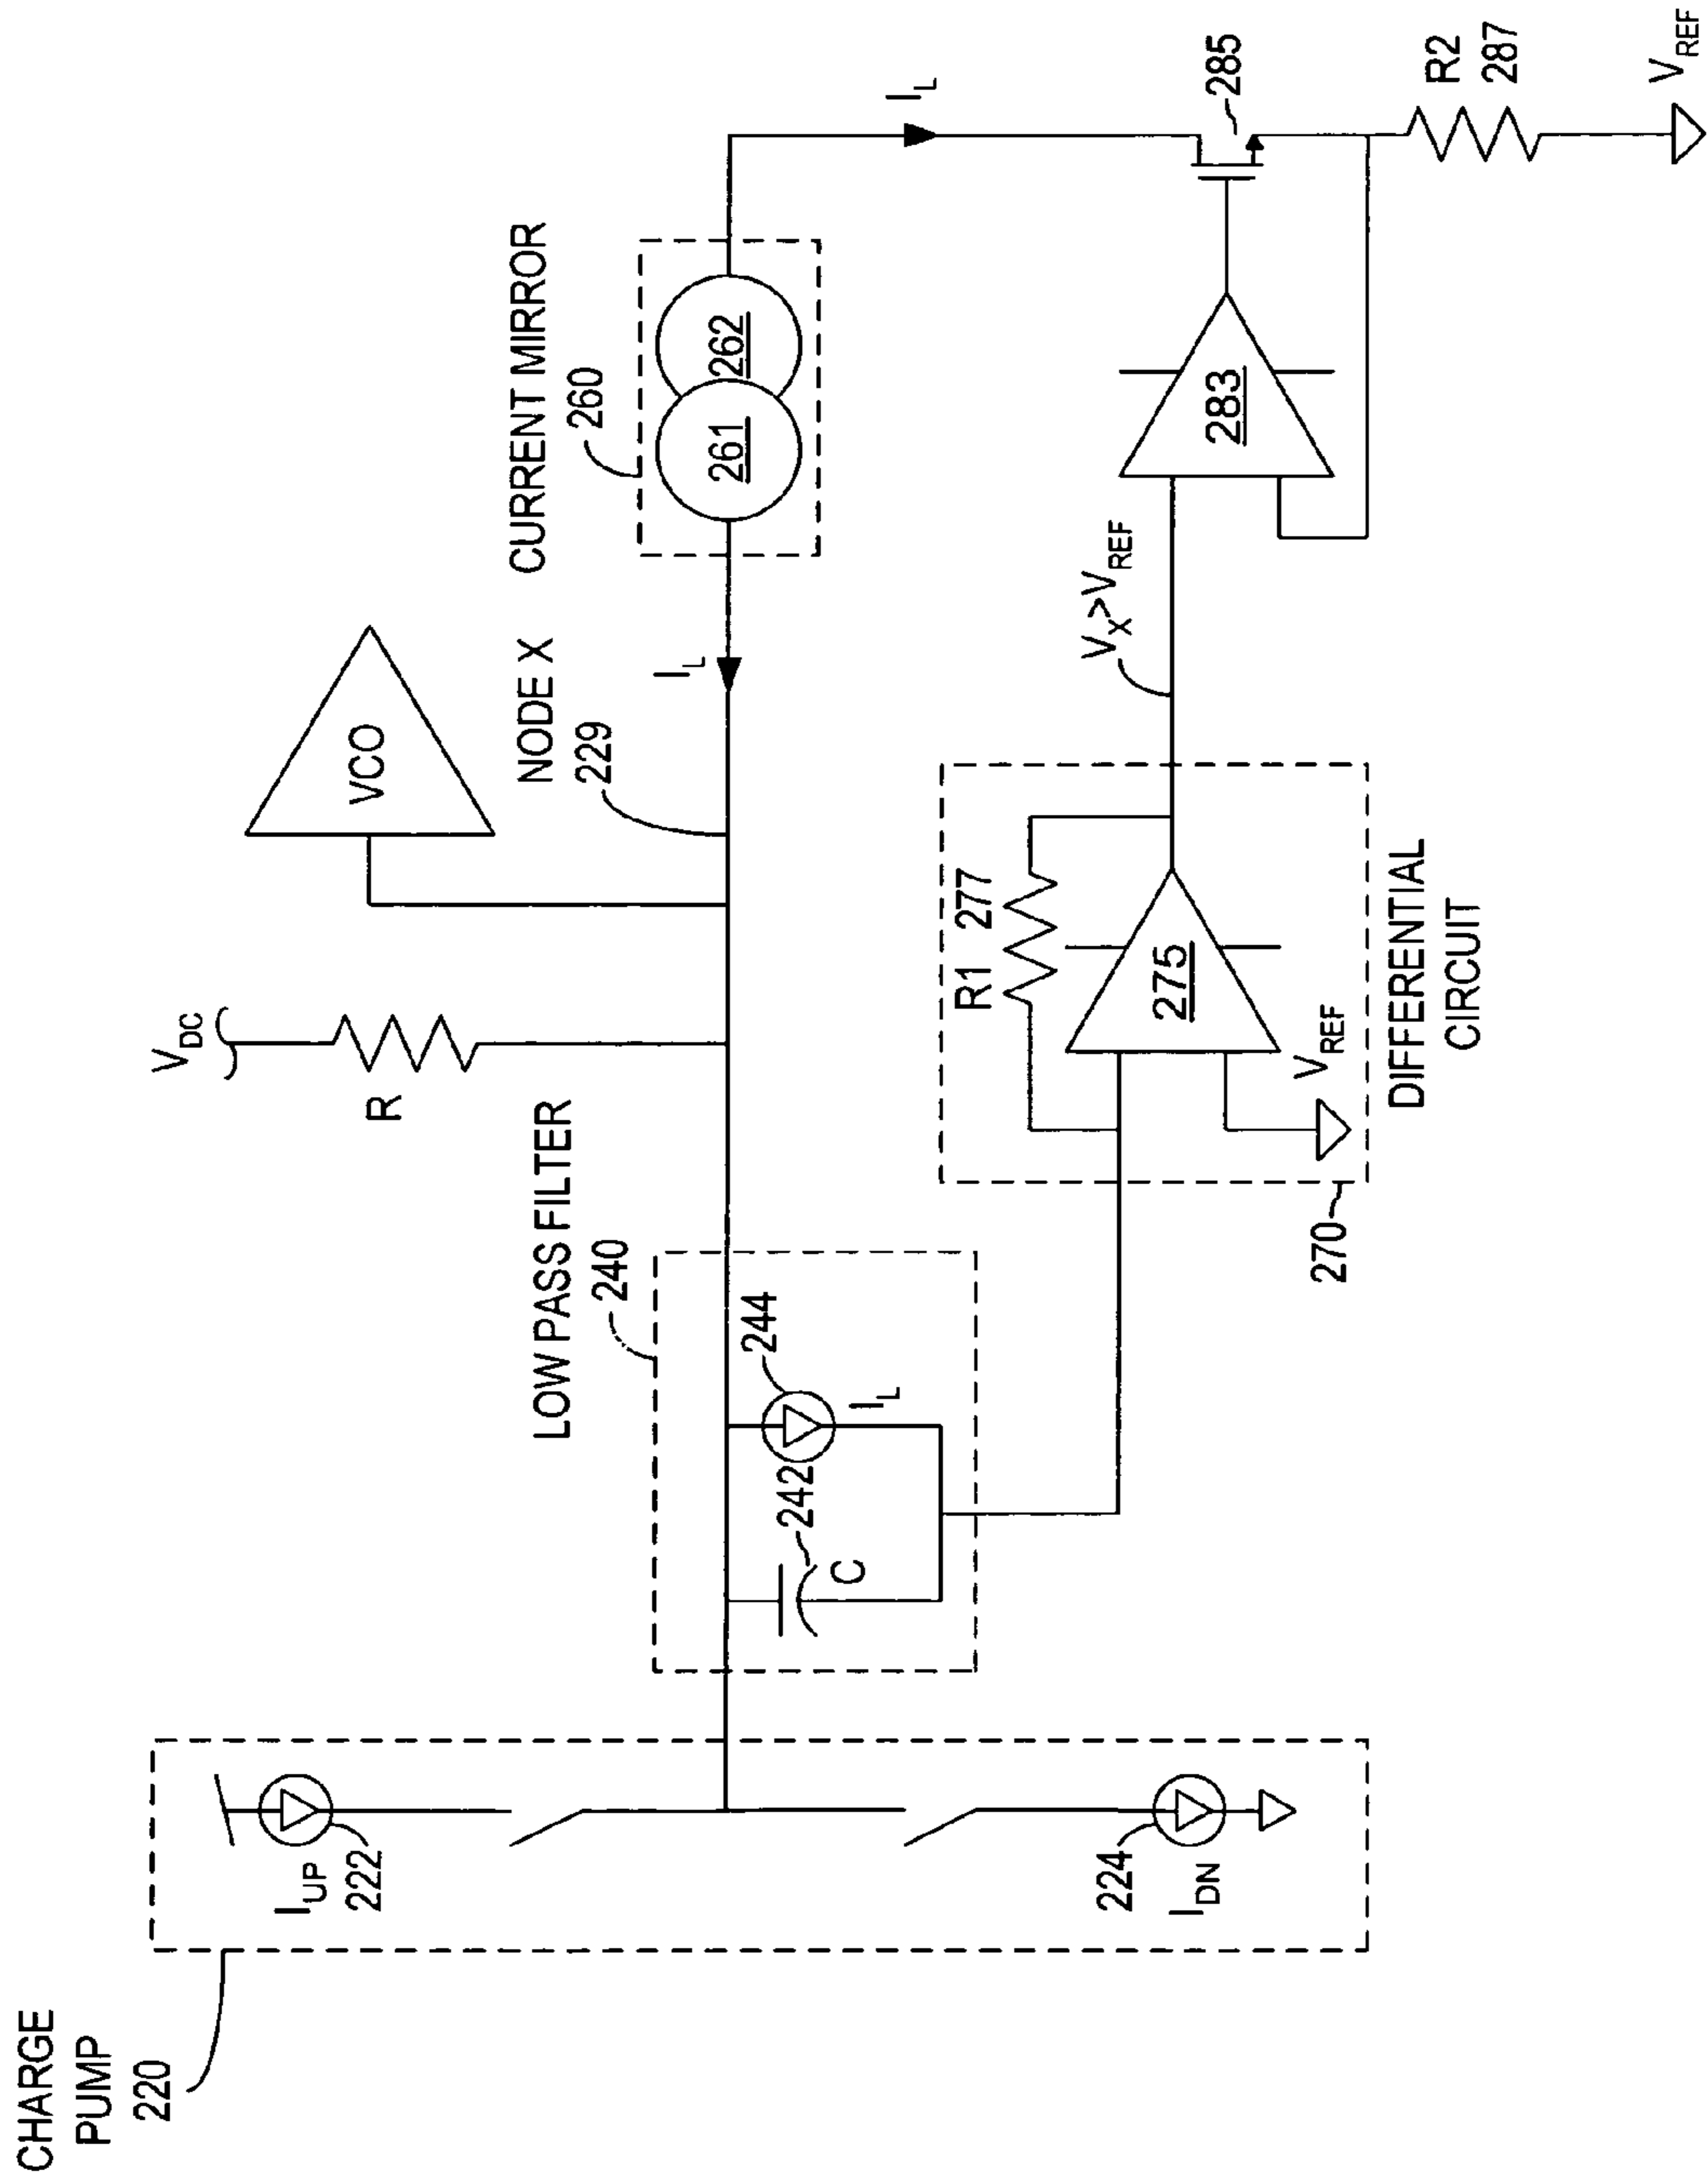 CHARGE
PUMP
220
I_UP
222
224
I_DN
LOW PASS FILTER
240
242
C
244
I_L
V_DC
R
VCO
NODE X
229
I_L
CURRENT MIRROR
260
261
262
I_L
270
DIFFERENTIAL
CIRCUIT
R1 277
275
V_REF
V_X>V_REF
283
285
R2
287
V_REF